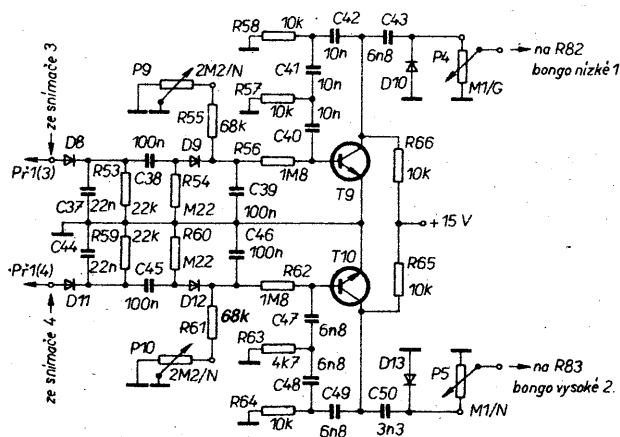 R58
10k
C42
10n
C43
6n8
C41
10n
R57
10k
10n
C40
D10
P4
M1/G
na R82
bongo nízké 1
P9
2M2/N
R55
68k
ze snímače 3
Př1(3)
D8
100n
D9
R56
1M8
T9
R66
10k
R53
C38
R54
C39
C37
22n
22k
M22
100n
+15 V
C44
R59
22k
R60
C46
100n
22n
C45
M22
T10
R65
10k
Př1(4)
D11
100n
D12
R62
1M8
R61
68k
C47
6n8
ze snímače 4
P10
2M2/N
R63
4k7
6n8
C48
D13
P5
M1/N
na R83
bongo vysoké 2.
R64
10k
C49
6n8
C50
3n3